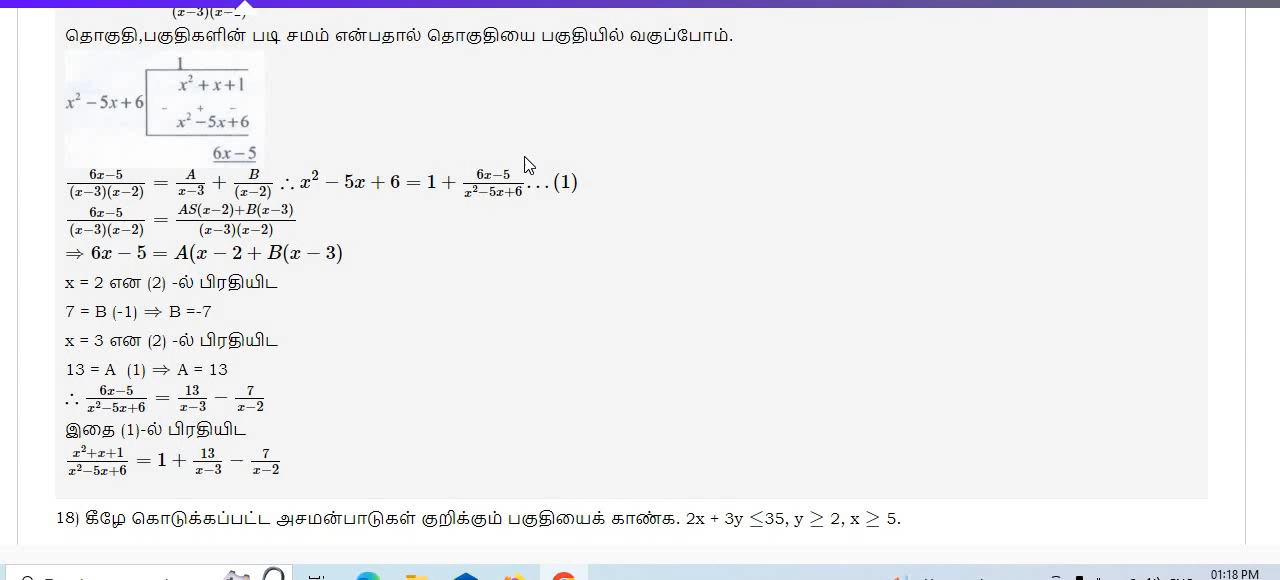 (x−3)(x−2)
தொகுதி,பகுதிகளின் படி சமம் என்பதால் தொகுதியை பகுதியில் வகுப்போம்.
1
x² + x + 1
x² − 5x + 6
- + -
x² − 5x + 6
6x − 5
6x−5/(x−3)(x−2) = A/x−3 + B/(x−2) ∴ x² − 5x + 6 = 1 + 6x−5/x²−5x+6 ...(1)
6x−5/(x−3)(x−2) = AS(x−2)+B(x−3)/(x−3)(x−2)
⇒ 6x − 5 = A(x − 2 + B(x − 3)
x = 2 என (2) -ல் பிரதியிட
7 = B (-1) ⇒ B =-7
x = 3 என (2) -ல் பிரதியிட
13 = A (1) ⇒ A = 13
∴ 6x−5/x²−5x+6 = 13/x−3 − 7/x−2
இதை (1)-ல் பிரதியிட
x²+x+1/x²−5x+6 = 1 + 13/x−3 − 7/x−2
18) கீழே கொடுக்கப்பட்ட அசமன்பாடுகள் குறிக்கும் பகுதியைக் காண்க. 2x + 3y ≤35, y ≥ 2, x ≥ 5.
01:18 PM